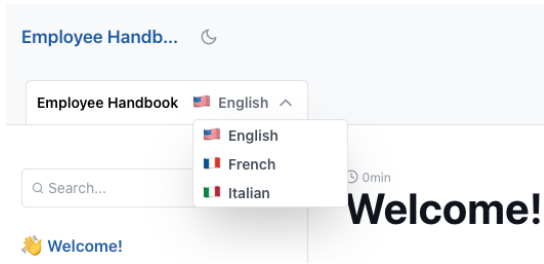 Employee Handb...
Employee Handbook English
English
French
Italian
Search...
0min
Welcome!
Welcome!